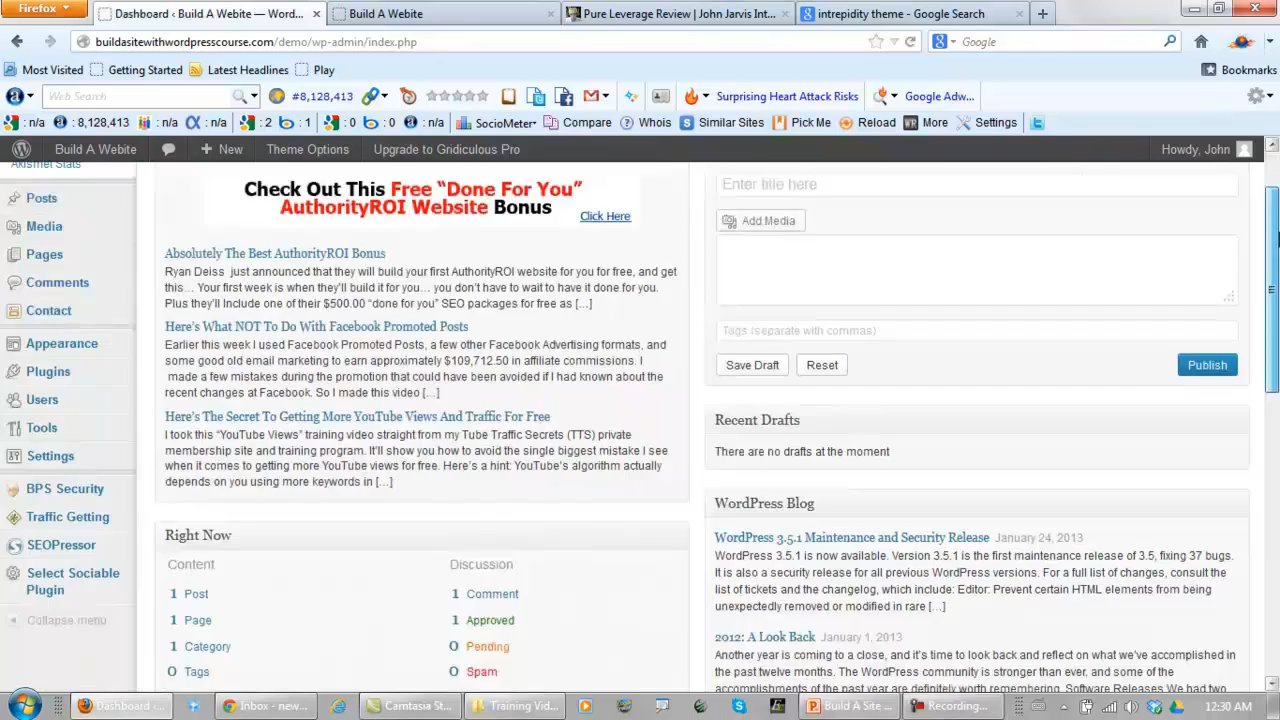 Firefox
Dashboard ‹ Build A Webite — Wor...
Build A Webite
Pure Leverage Review | John Jarvis Int...
intrepidity theme - Google Search
buildasitewithwordpresscourse.com/demo/wp-admin/index.php
Google
Most Visited
Getting Started
Latest Headlines
Play
Bookmarks
Web Search
#8,128,413
Surprising Heart Attack Risks
Google Adw...
: n/a
: 8,128,413
: n/a
: n/a
: 2
: 1
: 0
: 0
: n/a
SocioMeter
Compare
Whois
Similar Sites
Pick Me
Reload
More
Settings
Build A Webite
New
Theme Options
Upgrade to Gridiculous Pro
Howdy, John
Akismet Stats
Posts
Media
Pages
Comments
Contact
Appearance
Plugins
Users
Tools
Settings
BPS Security
Traffic Getting
SEOPressor
Select Sociable
Plugin
Collapse menu
Check Out This Free “Done For You”
AuthorityROI Website Bonus
Click Here
Absolutely The Best AuthorityROI Bonus
Ryan Deiss just announced that they will build your first AuthorityROI website for you for free, and get
this… Your first week is when they’ll build it for you… you don’t have to wait to have it done for you.
Plus they’ll Include one of their $500.00 “done for you” SEO packages for free as […]
Here’s What NOT To Do With Facebook Promoted Posts
Earlier this week I used Facebook Promoted Posts, a few other Facebook Advertising formats, and
some good old email marketing to earn approximately $109,712.50 in affiliate commissions. I
made a few mistakes during the promotion that could have been avoided if I had known about the
recent changes at Facebook. So I made this video […]
Here’s The Secret To Getting More YouTube Views And Traffic For Free
I took this “YouTube Views” training video straight from my Tube Traffic Secrets (TTS) private
membership site and training program. It’ll show you how to avoid the single biggest mistake I see
when it comes to getting more YouTube views for free. Here’s a hint: YouTube’s algorithm actually
depends on you using more keywords in […]
Right Now
Content
Discussion
1 Post
1 Comment
1 Page
1 Approved
1 Category
0 Pending
0 Tags
0 Spam
Enter title here
Add Media
Tags (separate with commas)
Save Draft
Reset
Publish
Recent Drafts
There are no drafts at the moment
WordPress Blog
WordPress 3.5.1 Maintenance and Security Release January 24, 2013
WordPress 3.5.1 is now available. Version 3.5.1 is the first maintenance release of 3.5, fixing 37 bugs.
It is also a security release for all previous WordPress versions. For a full list of changes, consult the
list of tickets and the changelog, which include: Editor: Prevent certain HTML elements from being
unexpectedly removed or modified in rare […]
2012: A Look Back January 1, 2013
Another year is coming to a close, and it’s time to look back and reflect on what we’ve accomplished in
the past twelve months. The WordPress community is stronger than ever, and some of the
accomplishments of the past year are definitely worth remembering. Software Releases We had two
Dashboard ‹...
Inbox - new...
Camtasia St...
Training Vid...
Build A Site ...
Recording...
12:30 AM